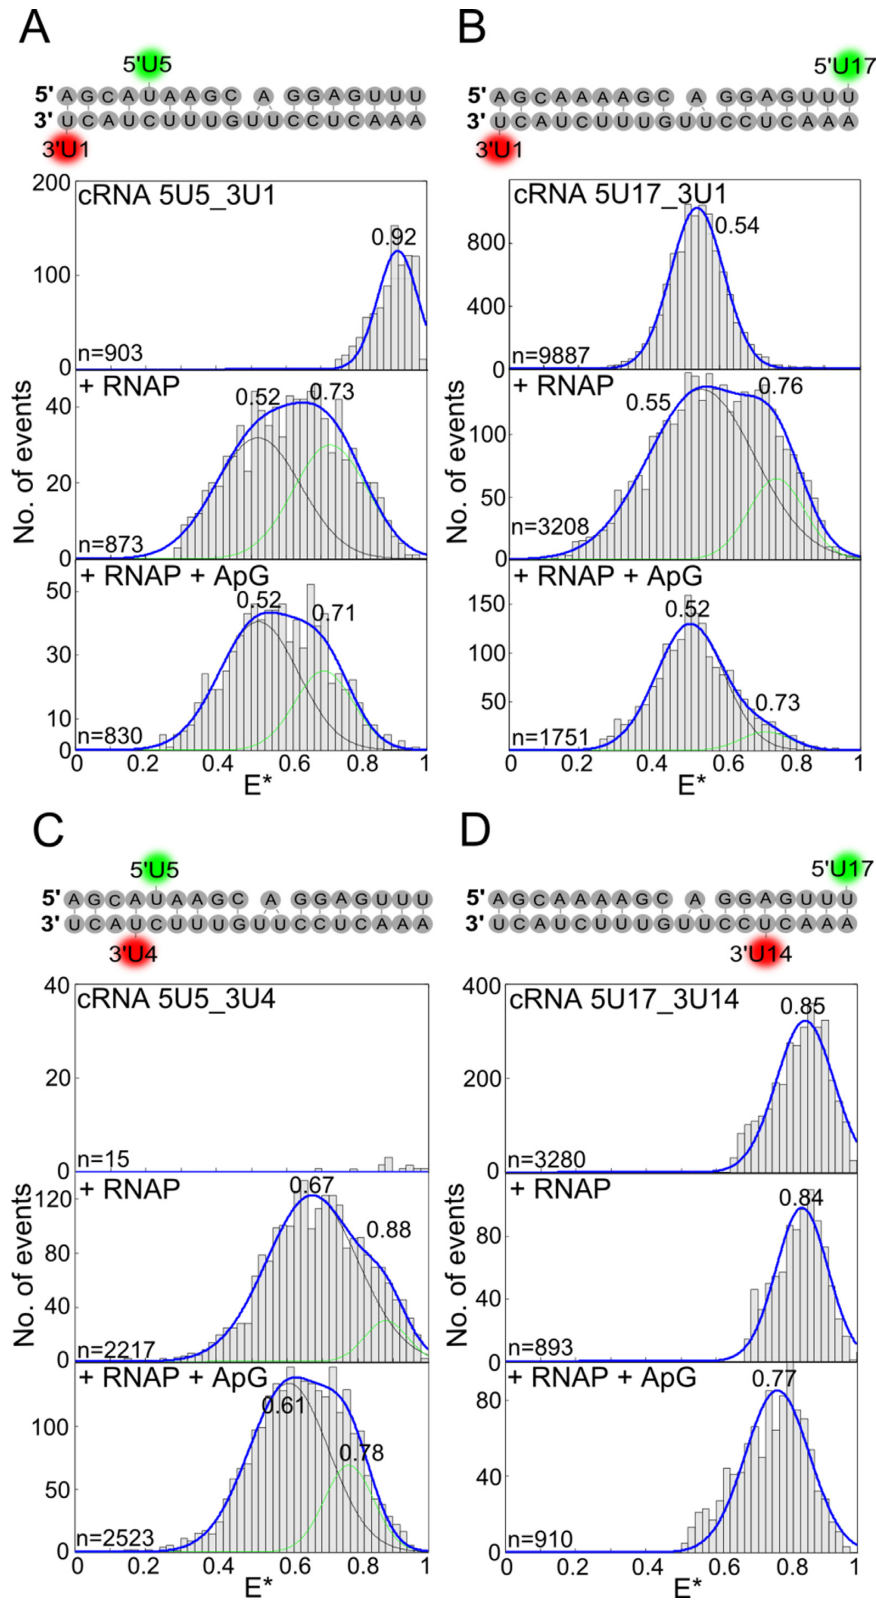 A
5'U5
5' A G C A U A A G C A G G A G U U U
3' U C A U C U U U G U U C C U C A A A
3'U1
200
100
0
cRNA 5U5_3U1
0.92
n=903
+ RNAP
40
20
0
0.52
0.73
n=873
+ RNAP + ApG
50
30
10
0
0.52
0.71
n=830
No. of events
0 0.2 0.4 0.6 0.8 1
E*
B
5'U17
5' A G C A A A A G C A G G A G U U U
3' U C A U C U U U G U U C C U C A A A
3'U1
cRNA 5U17_3U1
800
400
0
0.54
n=9887
+ RNAP
100
50
0
0.55
0.76
n=3208
+ RNAP + ApG
150
100
50
0.52
0.73
n=1751
0 0.2 0.4 0.6 0.8 1
E*
C
5'U5
5' A G C A U A A G C A G G A G U U U
3' U C A U C U U U G U U C C U C A A A
3'U4
40
20
0
cRNA 5U5_3U4
n=15
+ RNAP
120
80
40
0
0.67
0.88
n=2217
+ RNAP + ApG
100
50
0
0.61
0.78
n=2523
No. of events
0 0.2 0.4 0.6 0.8 1
E*
D
5'U17
5' A G C A A A A G C A G G A G U U U
3' U C A U C U U U G U U C C U C A A A
3'U14
400
200
0
cRNA 5U17_3U14
0.85
n=3280
+ RNAP
80
40
0
0.84
n=893
+ RNAP + ApG
80
40
0
0.77
n=910
No. of events
0 0.2 0.4 0.6 0.8 1
E*